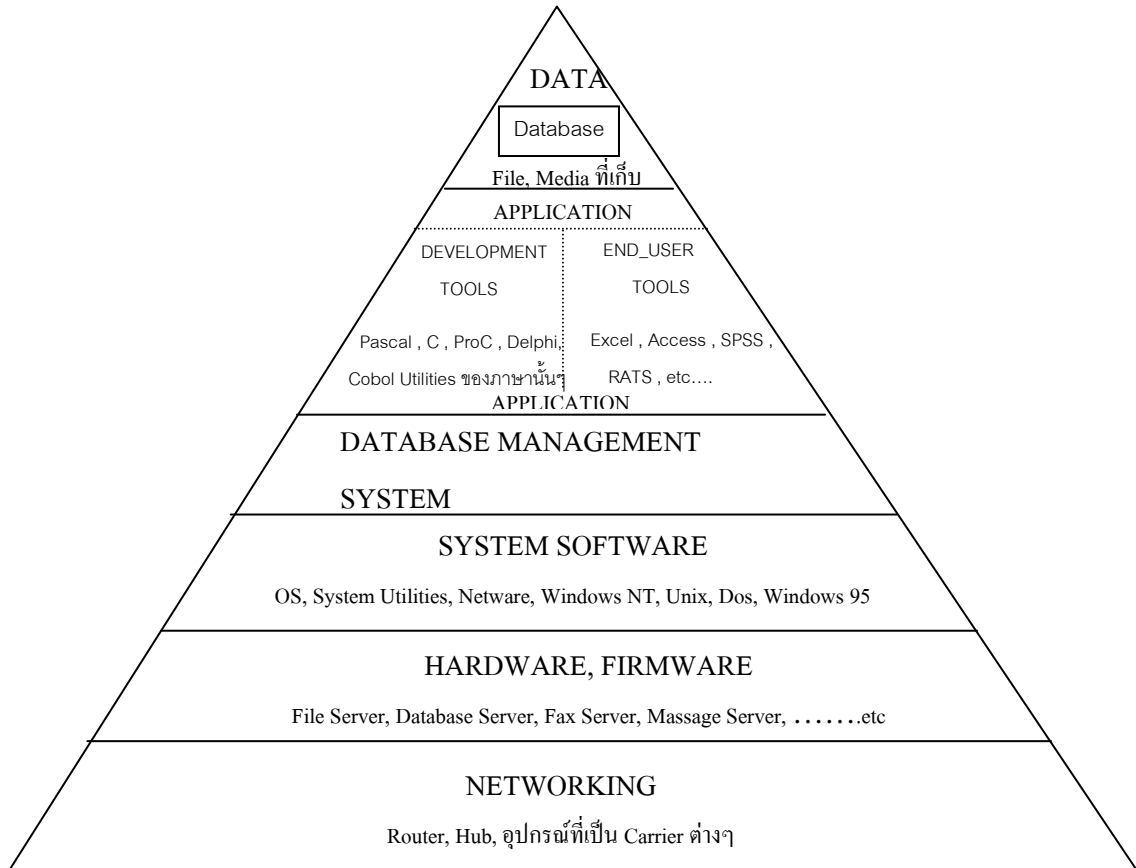 DATA
Database
File, Media ที่เก็บ
APPLICATION
DEVELOPMENT
TOOLS
Pascal , C , ProC , Delphi,
Cobol Utilities ของภาษานั้นๆ
END_USER
TOOLS
Excel , Access , SPSS ,
RATS , etc….
APPLICATION
DATABASE MANAGEMENT
SYSTEM
SYSTEM SOFTWARE
OS, System Utilities, Netware, Windows NT, Unix, Dos, Windows 95
HARDWARE, FIRMWARE
File Server, Database Server, Fax Server, Massage Server, …….etc
NETWORKING
Router, Hub, อุปกรณ์ที่เป็น Carrier ต่างๆ